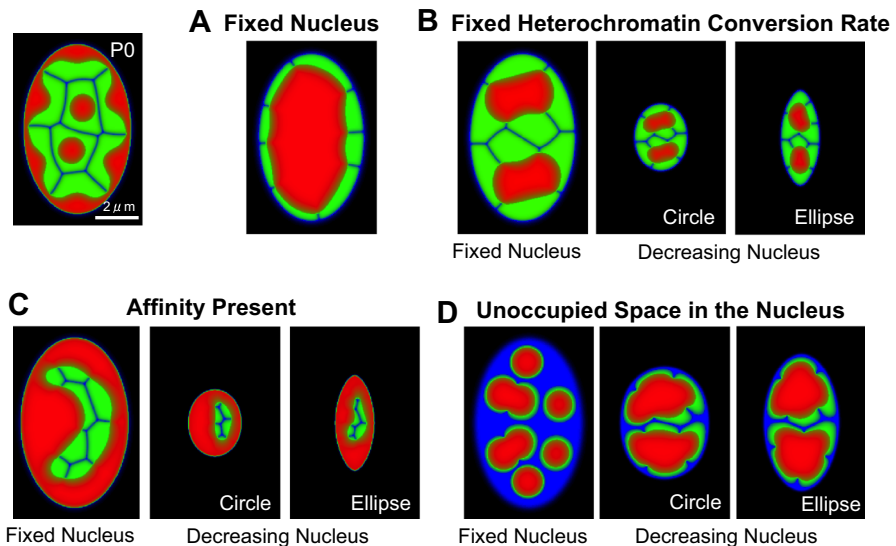 P0
2 μm
A Fixed Nucleus
B Fixed Heterochromatin Conversion Rate
Circle
Ellipse
Fixed Nucleus
Decreasing Nucleus
C Affinity Present
Circle
Ellipse
Fixed Nucleus
Decreasing Nucleus
D Unoccupied Space in the Nucleus
Circle
Ellipse
Fixed Nucleus
Decreasing Nucleus